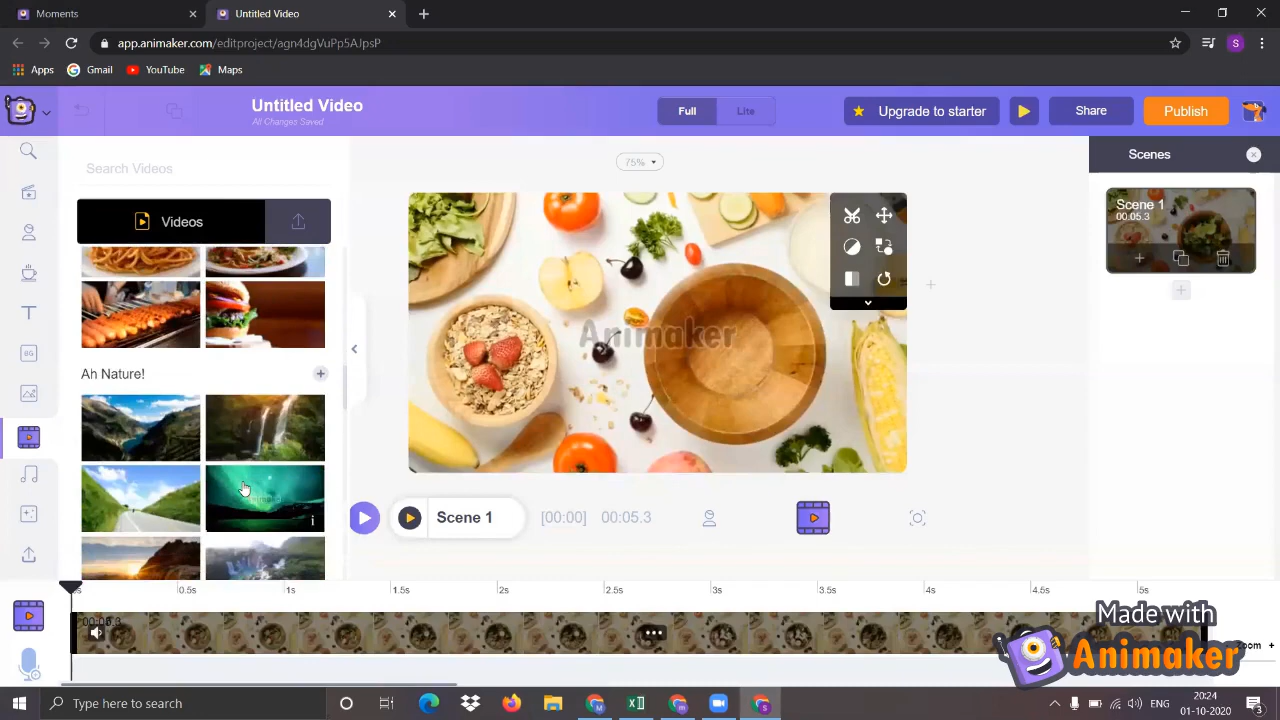 Moments
Untitled Video
app.animaker.com/editproject/agn4dgVuPp5AJpsP
S
Apps
Gmail
YouTube
Maps
Untitled Video
All Changes Saved
Full
Lite
Upgrade to starter
Share
Publish
Search Videos
75%
Scenes
Videos
Scene 1
00:05.3
Animaker
Ah Nature!
BG
i
Scene 1
[00:00]
00:05.3
0.5s
1s
1.5s
2s
2.5s
3s
3.5s
4s
4.5s
5s
Made with
Animaker
Type here to search
ENG
20:24
01-10-2020
3